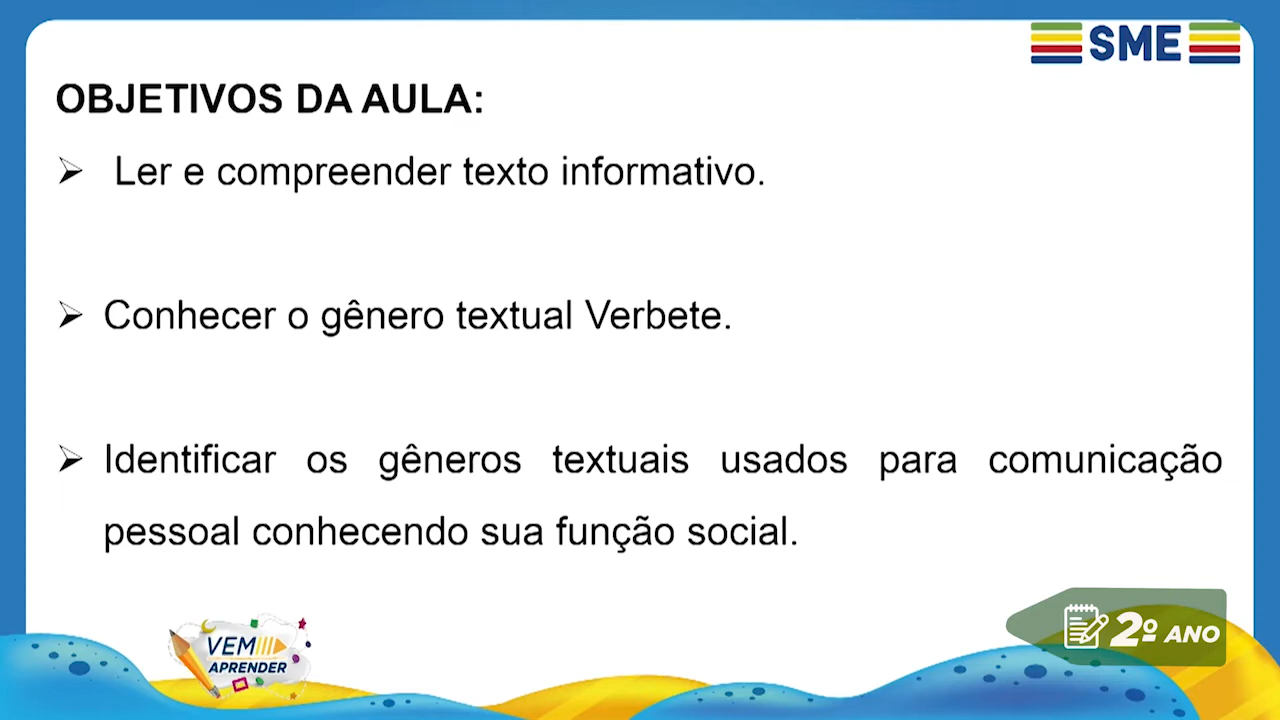 SME
OBJETIVOS DA AULA:
Ler e compreender texto informativo.
Conhecer o gênero textual Verbete.
Identificar os gêneros textuais usados para comunicação
pessoal conhecendo sua função social.
VEM
APRENDER
2º ANO